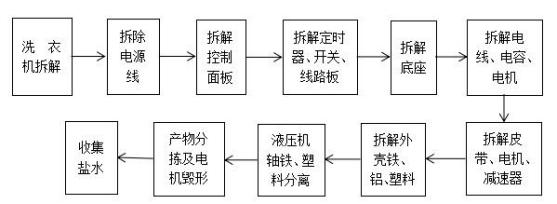 洗 衣
机拆解
拆除
电源
线
拆解
控制
面板
拆解定时
器、开关、
线路板
拆解
底座
拆解电
线、电容、
电机
拆解皮
带、电机、
减速器
拆解外
壳铁、
铝、塑料
液压机
轴铁、塑
料分离
产物分
拣及电
机毁形
收集
盐水